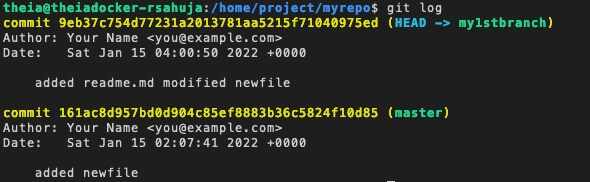 theia@theiadocker-rsahuja:/home/project/myrepo$ git log
commit 9eb37c754d77231a2013781aa5215f71040975ed (HEAD -> my1stbranch)
Author: Your Name <you@example.com>
Date:   Sat Jan 15 04:00:50 2022 +0000
    added readme.md modified newfile
commit 161ac8d957bd0d904c85ef8883b36c5824f10d85 (master)
Author: Your Name <you@example.com>
Date:   Sat Jan 15 02:07:41 2022 +0000
    added newfile